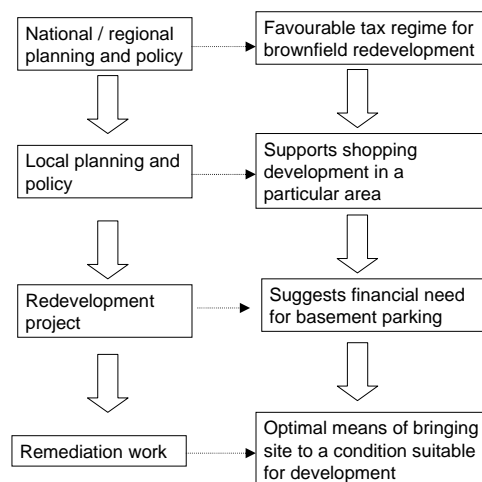 National / regional
planning and policy
Favourable tax regime for
brownfield redevelopment
Local planning and
policy
Supports shopping
development in a
particular area
Redevelopment
project
Suggests financial need
for basement parking
Remediation work
Optimal means of bringing
site to a condition suitable
for development